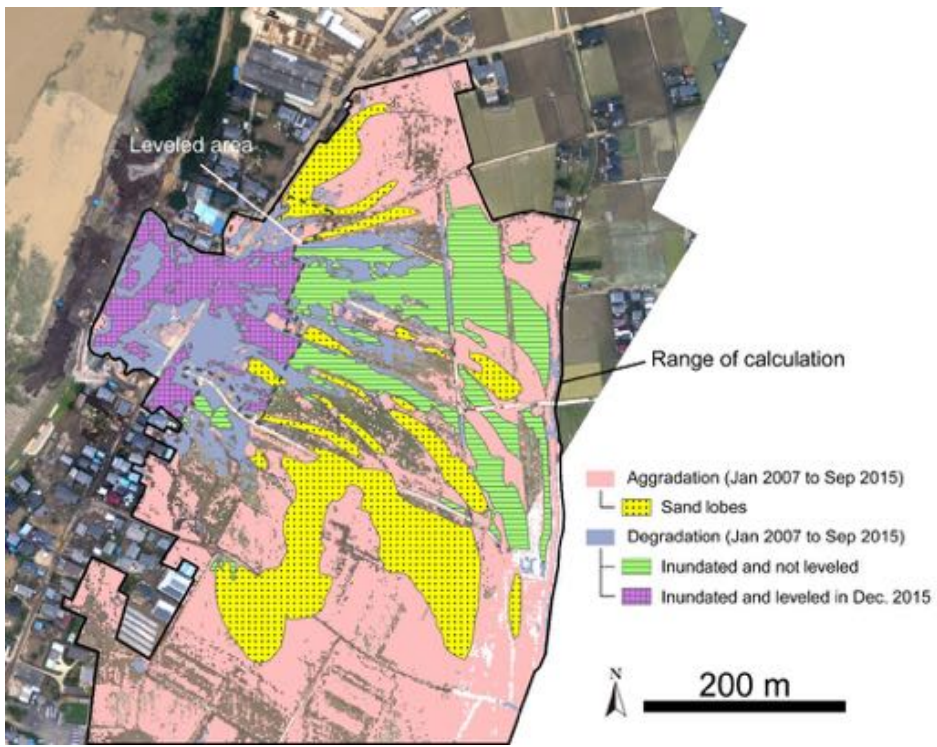 Leveled area
Range of calculation
Aggradation (Jan 2007 to Sep 2015)
Sand lobes
Degradation (Jan 2007 to Sep 2015)
Inundated and not leveled
Inundated and leveled in Dec. 2015
N
200 m